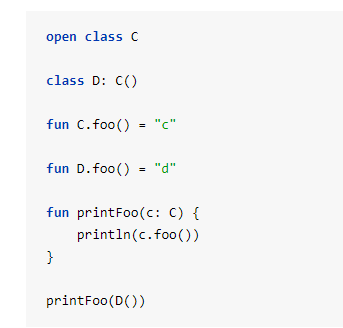 open class C
class D: C()
fun C.foo() = "c"
fun D.foo() = "d"
fun printFoo(c: C) {
    println(c.foo())
}
printFoo(D())